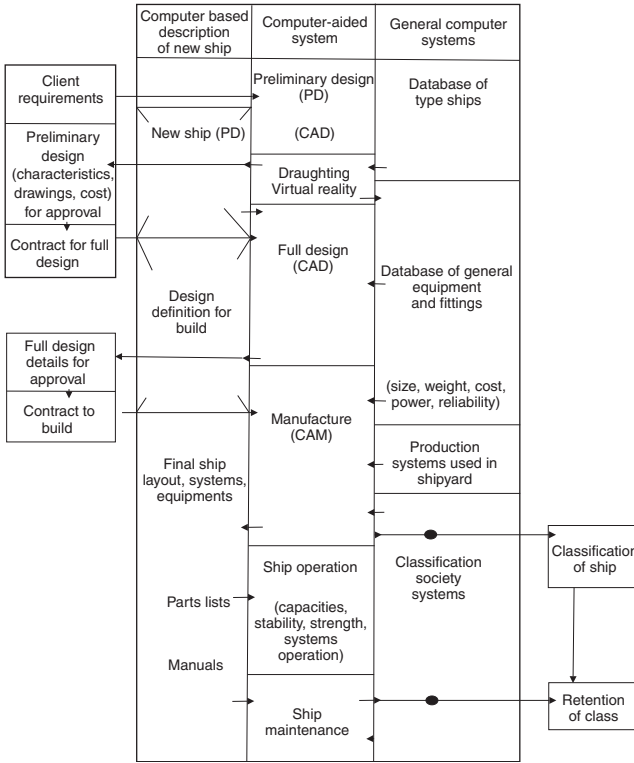 Computer based
description
of new ship
Computer-aided
system
General computer
systems
Client
requirements
Preliminary design
(PD)
(CAD)
Database of
type ships
New ship (PD)
Preliminary
design
(characteristics,
drawings, cost)
for approval
Draughting
Virtual reality
Contract for full
design
Full design
(CAD)
Database of general
equipment
and fittings
Design
definition for
build
Full design
details for
approval
Contract to
build
(size, weight, cost,
power, reliability)
Manufacture
(CAM)
Production
systems used in
shipyard
Final ship
layout, systems,
equipments
Classification
of ship
Ship operation
(capacities,
stability, strength,
systems
operation)
Classification
society
systems
Parts lists
Manuals
Ship
maintenance
Retention
of class